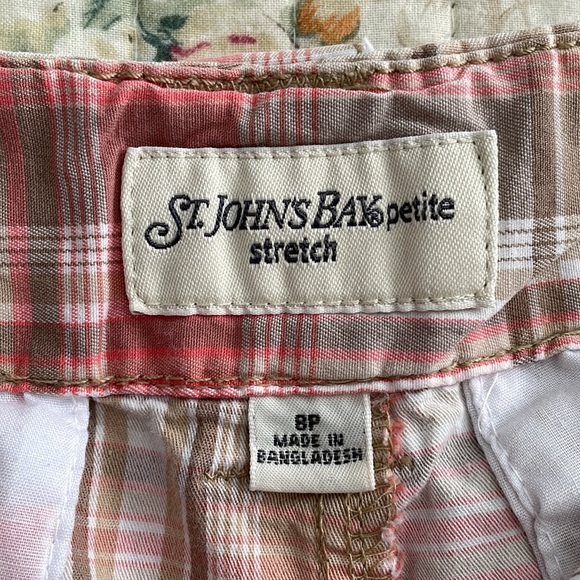 ST. JOHN'S BAY® petite
stretch
8P
MADE IN
BANGLADESH